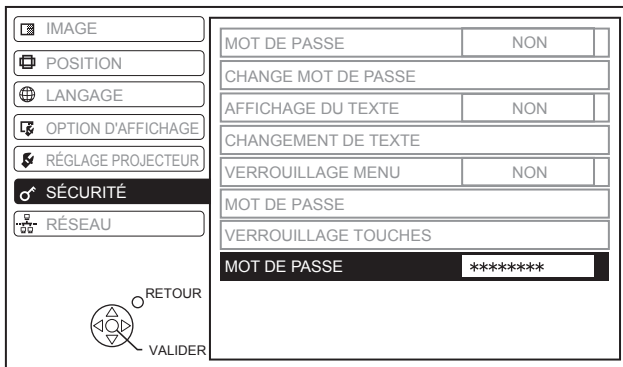 IMAGE
POSITION
LANGAGE
OPTION D'AFFICHAGE
RÉGLAGE PROJECTEUR
SÉCURITÉ
RÉSEAU
RETOUR
VALIDER
MOT DE PASSE NON
CHANGE MOT DE PASSE
AFFICHAGE DU TEXTE NON
CHANGEMENT DE TEXTE
VERROUILLAGE MENU NON
MOT DE PASSE
VERROUILLAGE TOUCHES
MOT DE PASSE ********